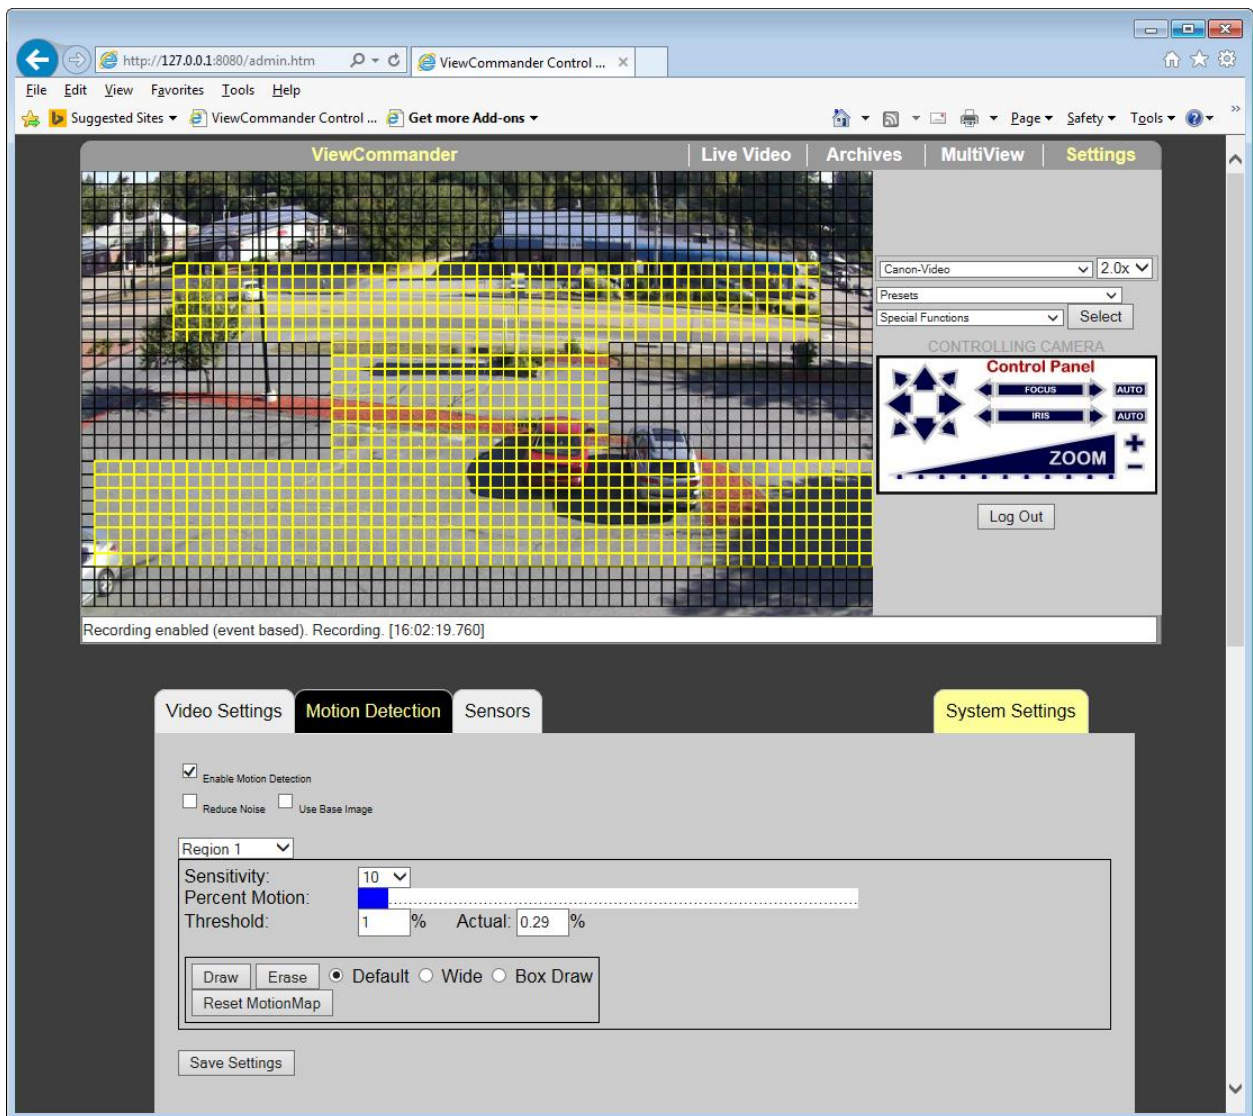 http://127.0.0.1:8080/admin.htm
ViewCommander Control ...
File Edit View Favorites Tools Help
Suggested Sites ViewCommander Control ... Get more Add-ons
Page Safety Tools
ViewCommander Live Video Archives MultiView Settings
Canon-Video 2.0x
Presets
Special Functions Select
CONTROLLING CAMERA
Control Panel
FOCUS AUTO
IRIS AUTO
ZOOM
Log Out
Recording enabled (event based). Recording. [16:02:19.760]
Video Settings Motion Detection Sensors System Settings
Enable Motion Detection
Reduce Noise Use Base Image
Region 1
Sensitivity: 10
Percent Motion:
Threshold: 1 % Actual: 0.29 %
Draw Erase Default Wide Box Draw
Reset MotionMap
Save Settings